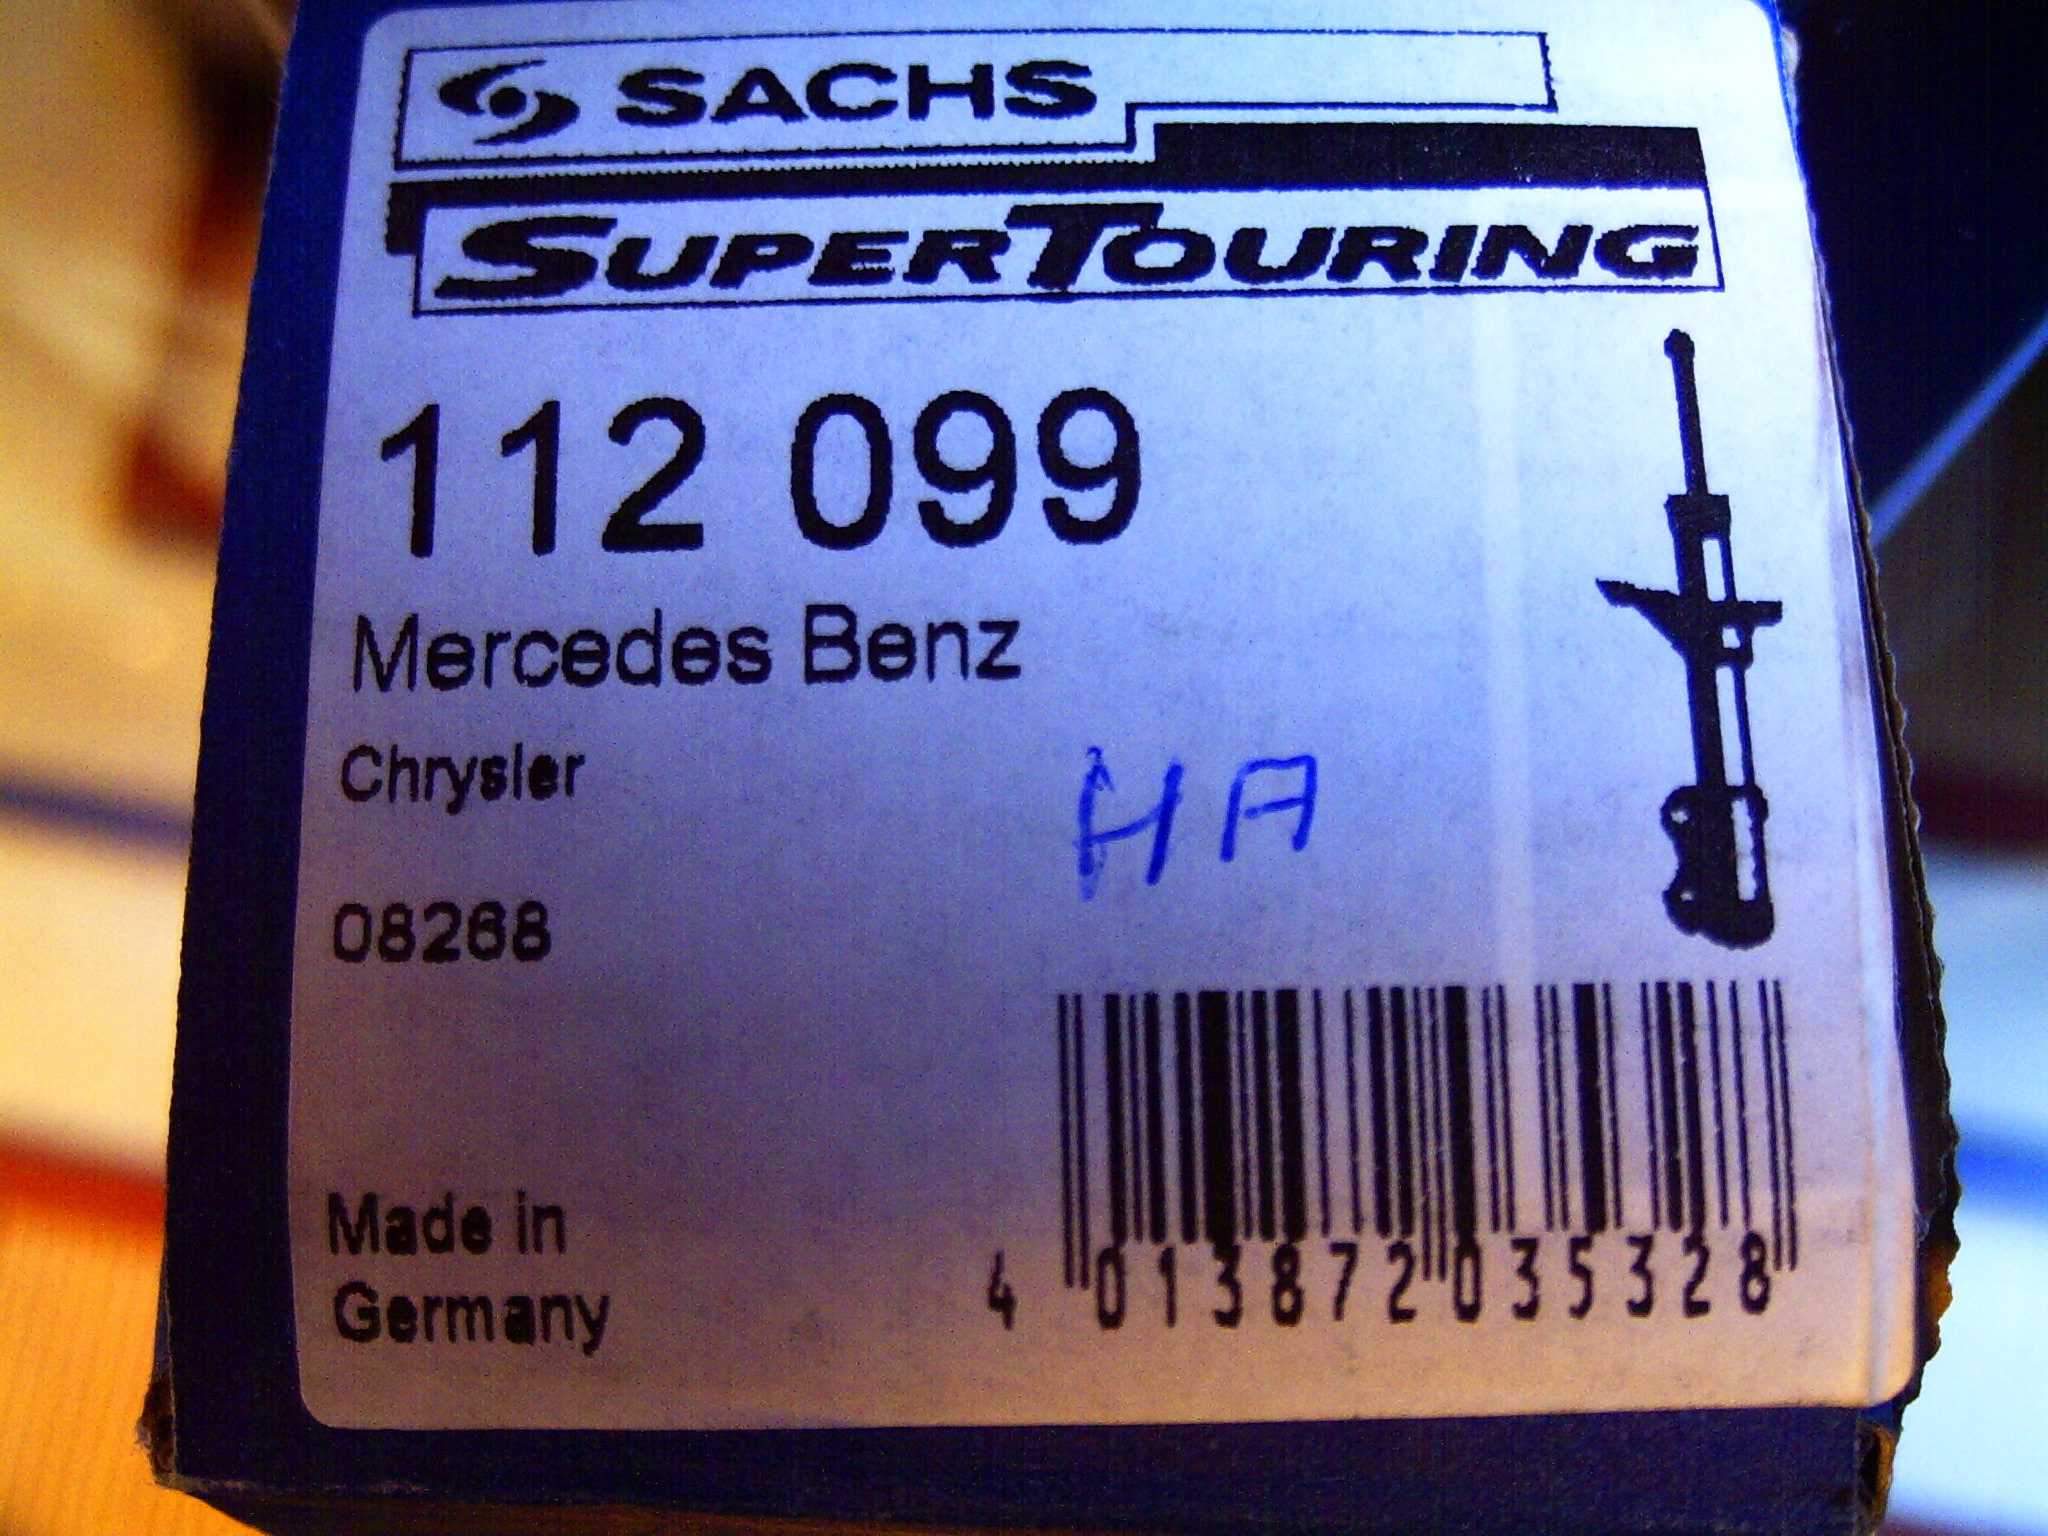 SACHS
SUPERTOURING
112 099
Mercedes Benz
Chrysler
HA
08268
Made in
Germany
4 013872 035328